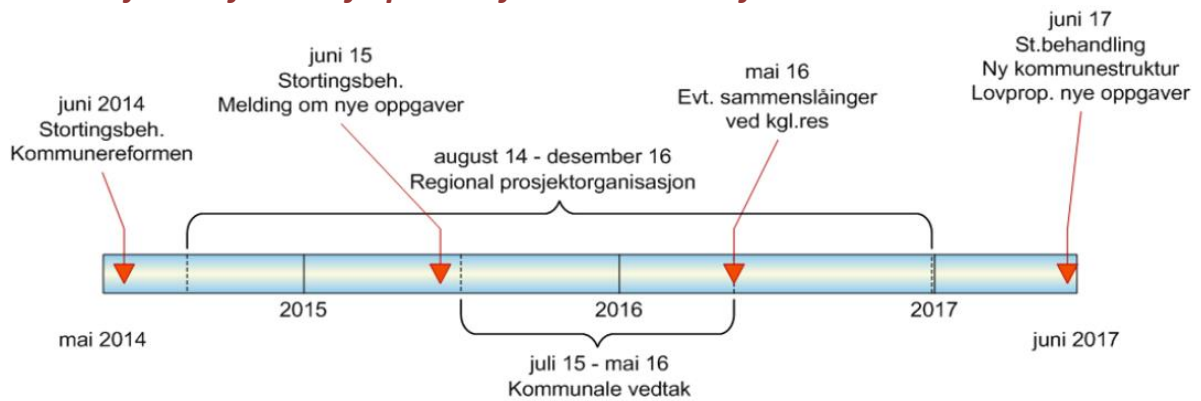 juni 2014
Stortingsbeh.
Kommunereformen
juni 15
Stortingsbeh.
Melding om nye oppgaver
august 14 - desember 16
Regional prosjektorganisasjon
mai 16
Evt. sammenslåinger
ved kgl.res
juni 17
St.behandling
Ny kommunestruktur
Lovprop. nye oppgaver
2015
2016
2017
mai 2014
juni 2017
juli 15 - mai 16
Kommunale vedtak